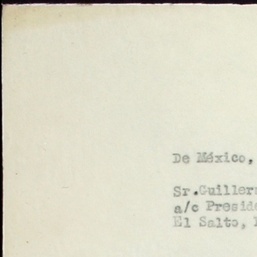 De México,
Sr.Guiller
a/c Preside
El Salto,